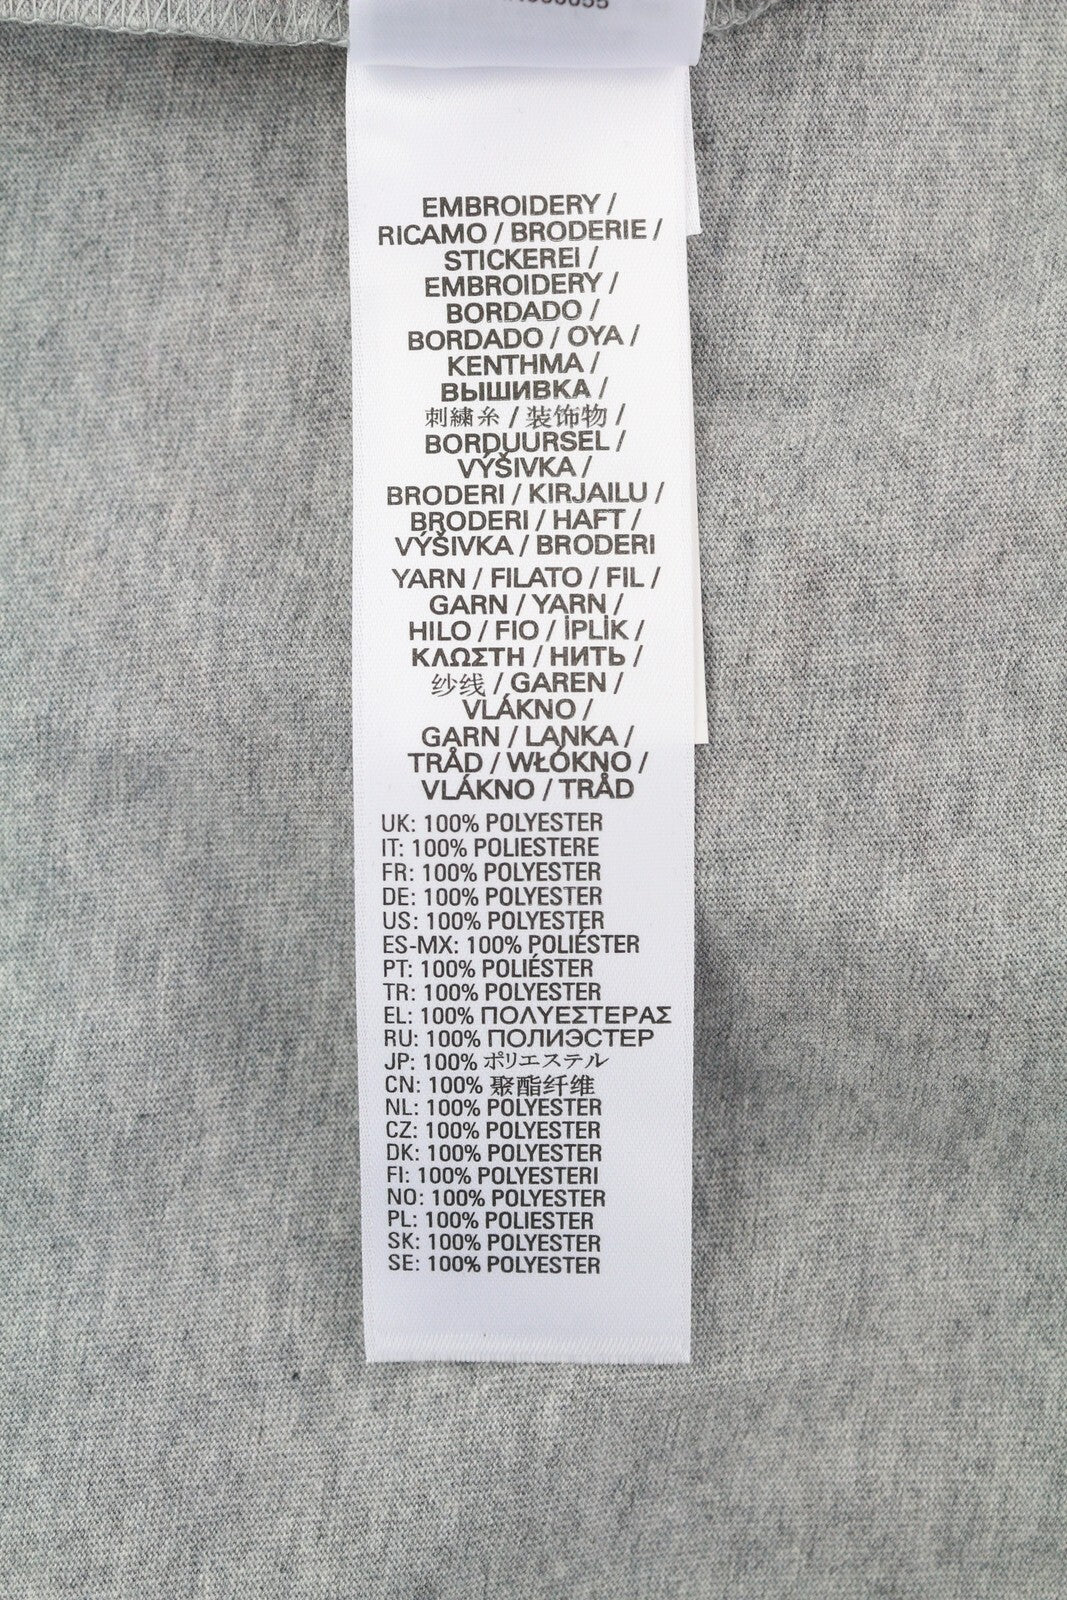 EMBROIDERY /
RICAMO / BRODERIE /
STICKEREI /
EMBROIDERY /
BORDADO /
BORDADO / OYA /
ΚΕΝΤΗΜΑ /
ВЫШИВКА /
刺繍糸 / 装饰物 /
BORDUURSEL /
VÝŠIVKA /
BRODERI / KIRJAILU /
BRODERI / HAFT /
VÝŠIVKA / BRODERI
YARN / FILATO / FIL /
GARN / YARN /
HILO / FIO / İPLİK /
ΚΛΩΣΤΗ / НИТЬ /
纱线 / GAREN /
VLÁKNO /
GARN / LANKA /
TRÅD / WŁÓKNO /
VLÁKNO / TRÅD
UK: 100% POLYESTER
IT: 100% POLIESTERE
FR: 100% POLYESTER
DE: 100% POLYESTER
US: 100% POLYESTER
ES-MX: 100% POLIÉSTER
PT: 100% POLIÉSTER
TR: 100% POLYESTER
EL: 100% ΠΟΛΥΕΣΤΕΡΑΣ
RU: 100% ПОЛИЭСТЕР
JP: 100% ポリエステル
CN: 100% 聚酯纤维
NL: 100% POLYESTER
CZ: 100% POLYESTER
DK: 100% POLYESTER
FI: 100% POLYESTERI
NO: 100% POLYESTER
PL: 100% POLIESTER
SK: 100% POLYESTER
SE: 100% POLYESTER